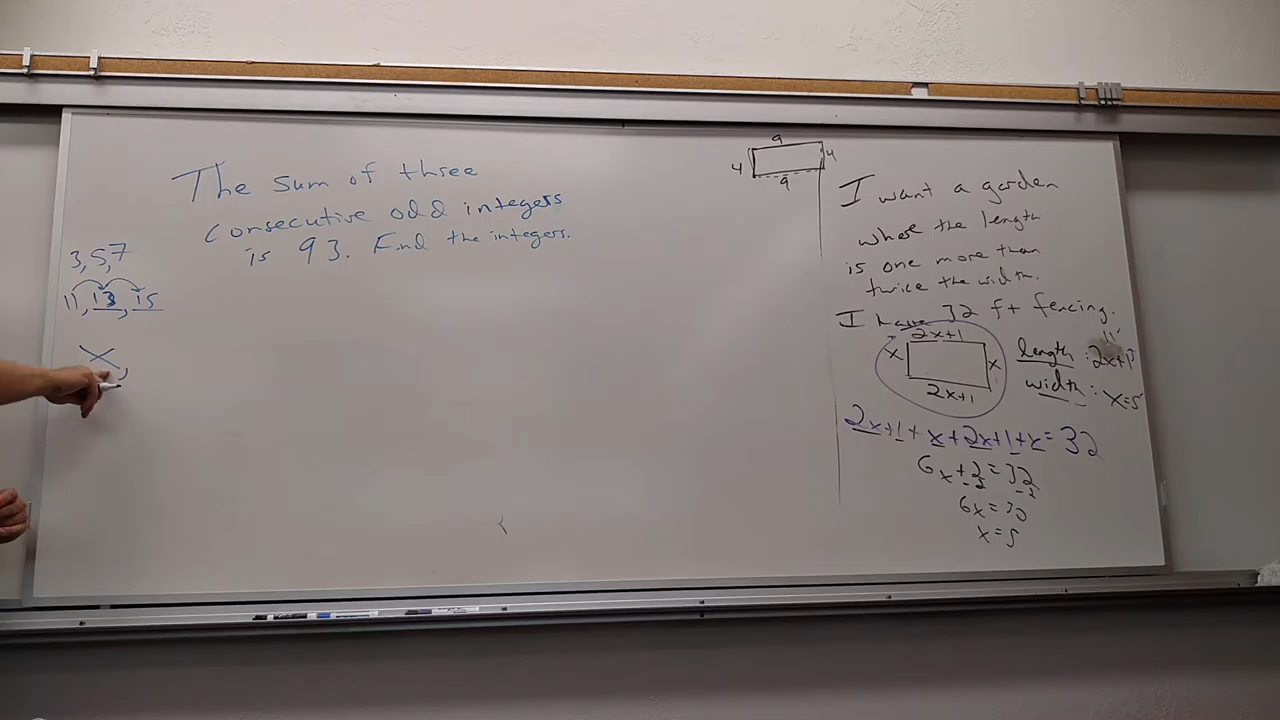 The sum of three
consecutive odd integers
is 93. Find the integers.
3,5,7
11, 13, 15
x,
9
4
4
9
I want a garden
where the length
is one more than
twice the width.
I have 32 ft fencing.
2x+1
x
x
2x+1
11'
length : 2x+1
width : x=5'
2x+1+x+2x+1+x=32
6x+2=32
-2 -2
6x=30
x=5